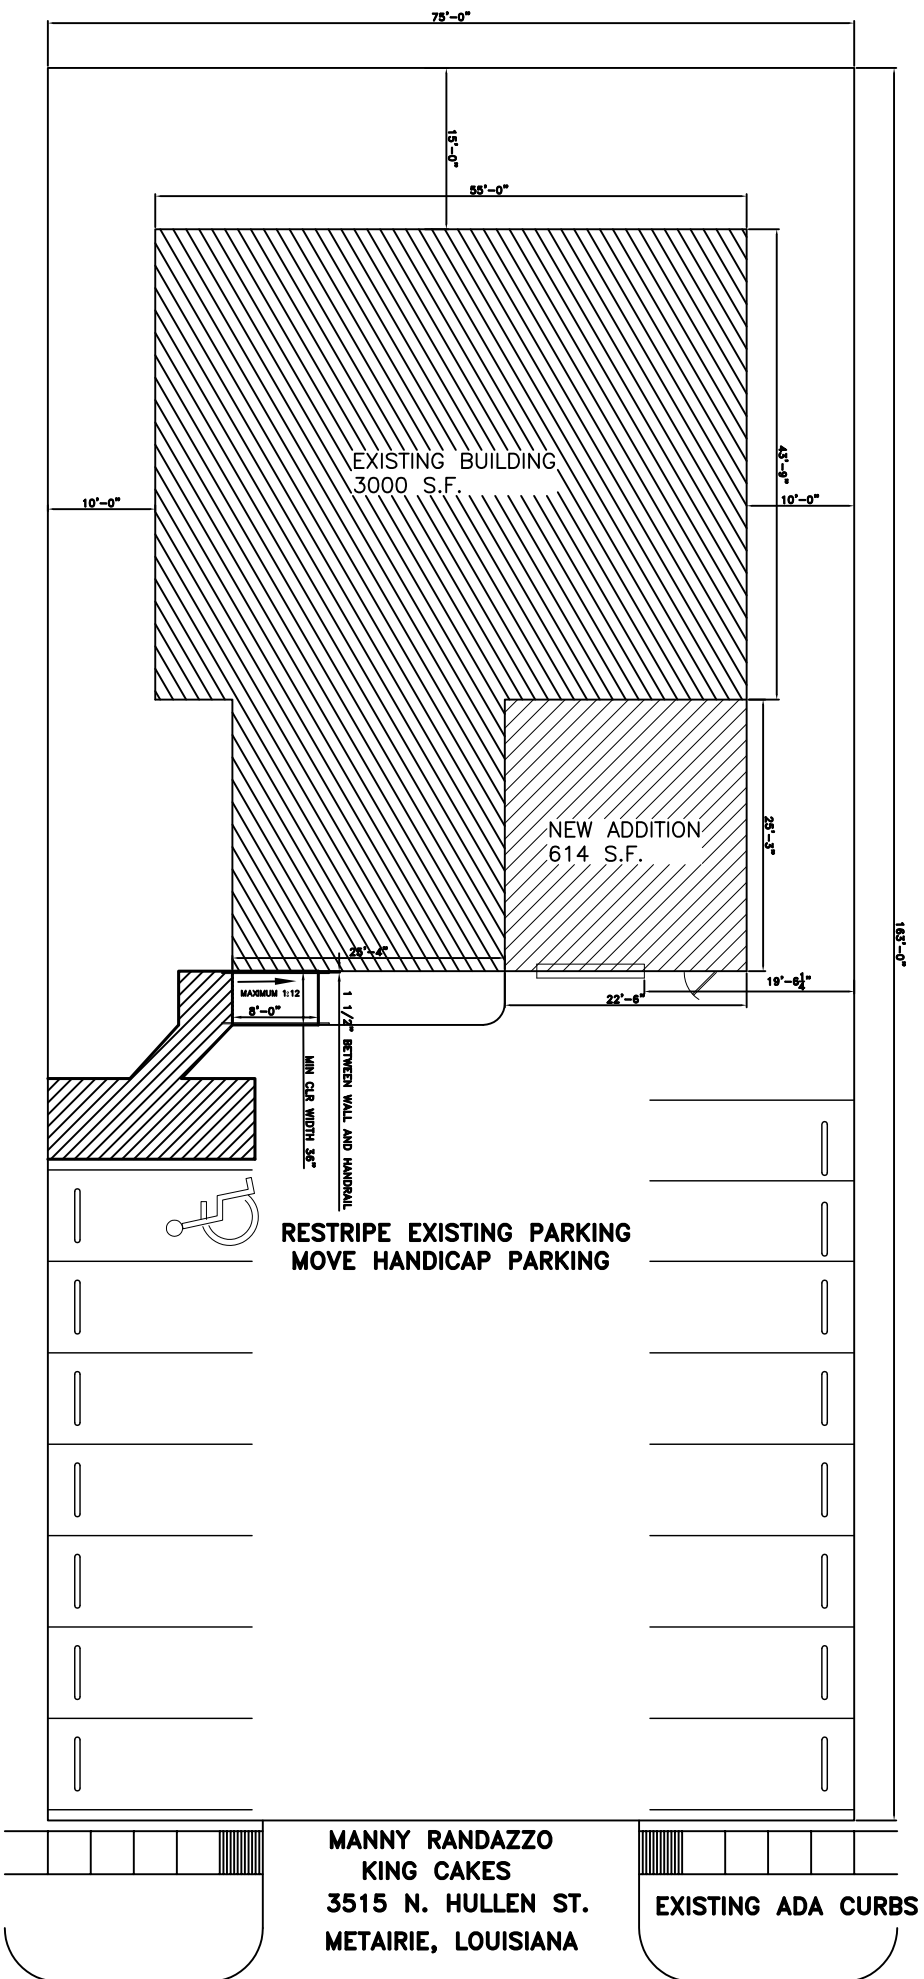 75'-0"
15'-0"
55'-0"
EXISTING BUILDING
3000 S.F.
43'-9"
10'-0"
10'-0"
NEW ADDITION
614 S.F.
25'-3"
163'-0"
25'-4"
19'-6 1/4"
MAXIMUM 1:12
8'-0"
22'-6"
1 1/2" BETWEEN WALL AND HANDRAIL
MIN CLR WIDTH 36"
RESTRIPE EXISTING PARKING
MOVE HANDICAP PARKING
MANNY RANDAZZO
KING CAKES
3515 N. HULLEN ST.
METAIRIE, LOUISIANA
EXISTING ADA CURBS